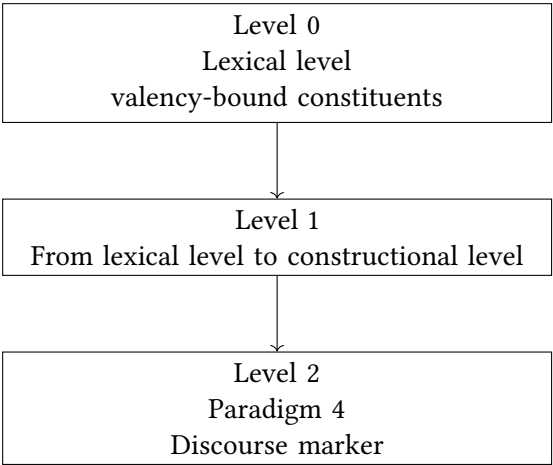 Level 0
Lexical level
valency-bound constituents
Level 1
From lexical level to constructional level
Level 2
Paradigm 4
Discourse marker